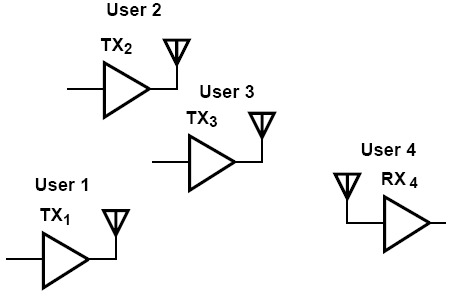 User 2
TX2
User 3
TX3
User 4
RX 4
User 1
TX1